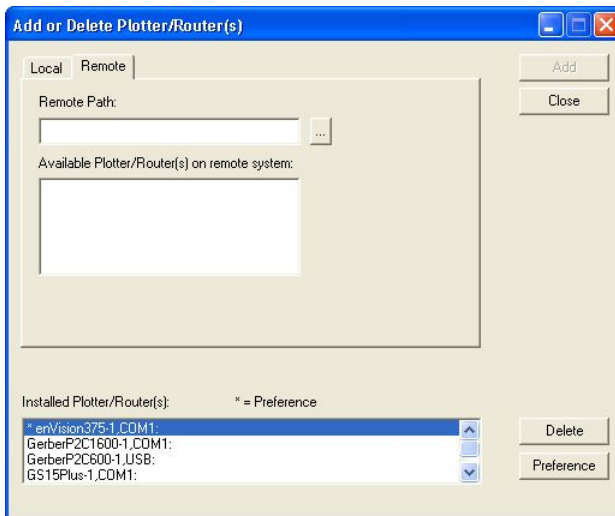 Add or Delete Plotter/Router(s)
Local Remote
Add
Remote Path:
Close
...
Available Plotter/Router(s) on remote system:
Installed Plotter/Router(s): * = Preference
* enVision375-1,COM1:
GerberP2C1600-1,COM1:
GerberP2C600-1,USB:
GS15Plus-1,COM1:
Delete
Preference